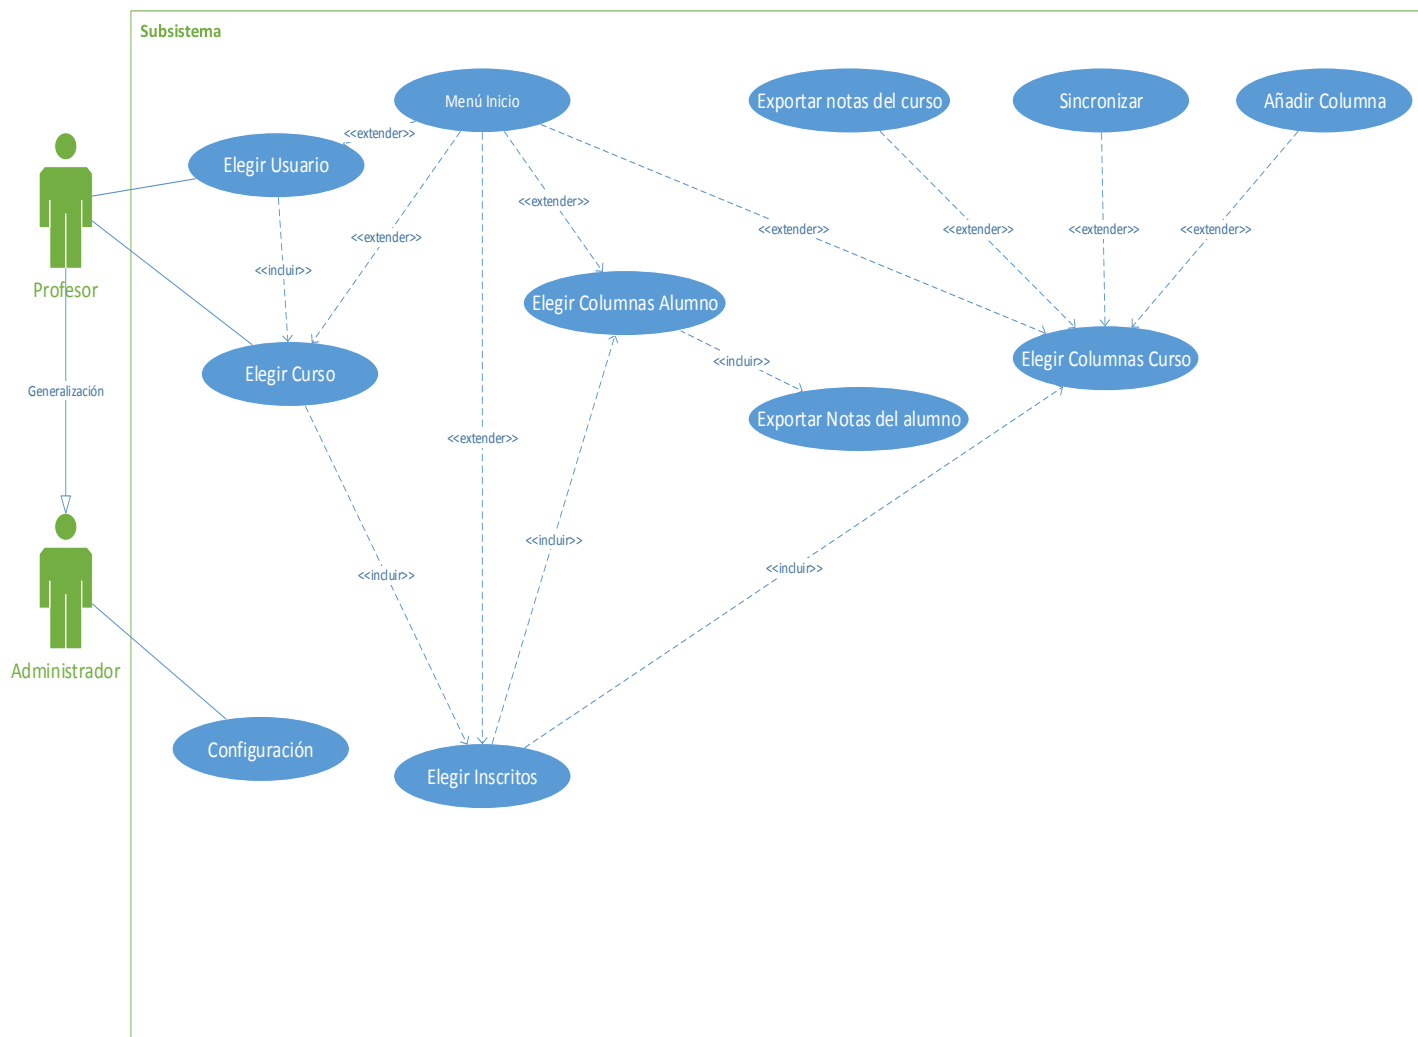 Subsistema
Menú Inicio
Exportar notas del curso
Sincronizar
Añadir Columna
<<extender>>
Elegir Usuario
<<extender>>
<<extender>>
<<extender>>
<<extender>>
<<extender>>
<<extender>>
<<incluir>>
Profesor
Elegir Columnas Alumno
Elegir Columnas Curso
<<incluir>>
Elegir Curso
Generalización
Exportar Notas del alumno
<<extender>>
<<incluir>>
<<incluir>>
<<incluir>>
Administrador
Configuración
Elegir Inscritos